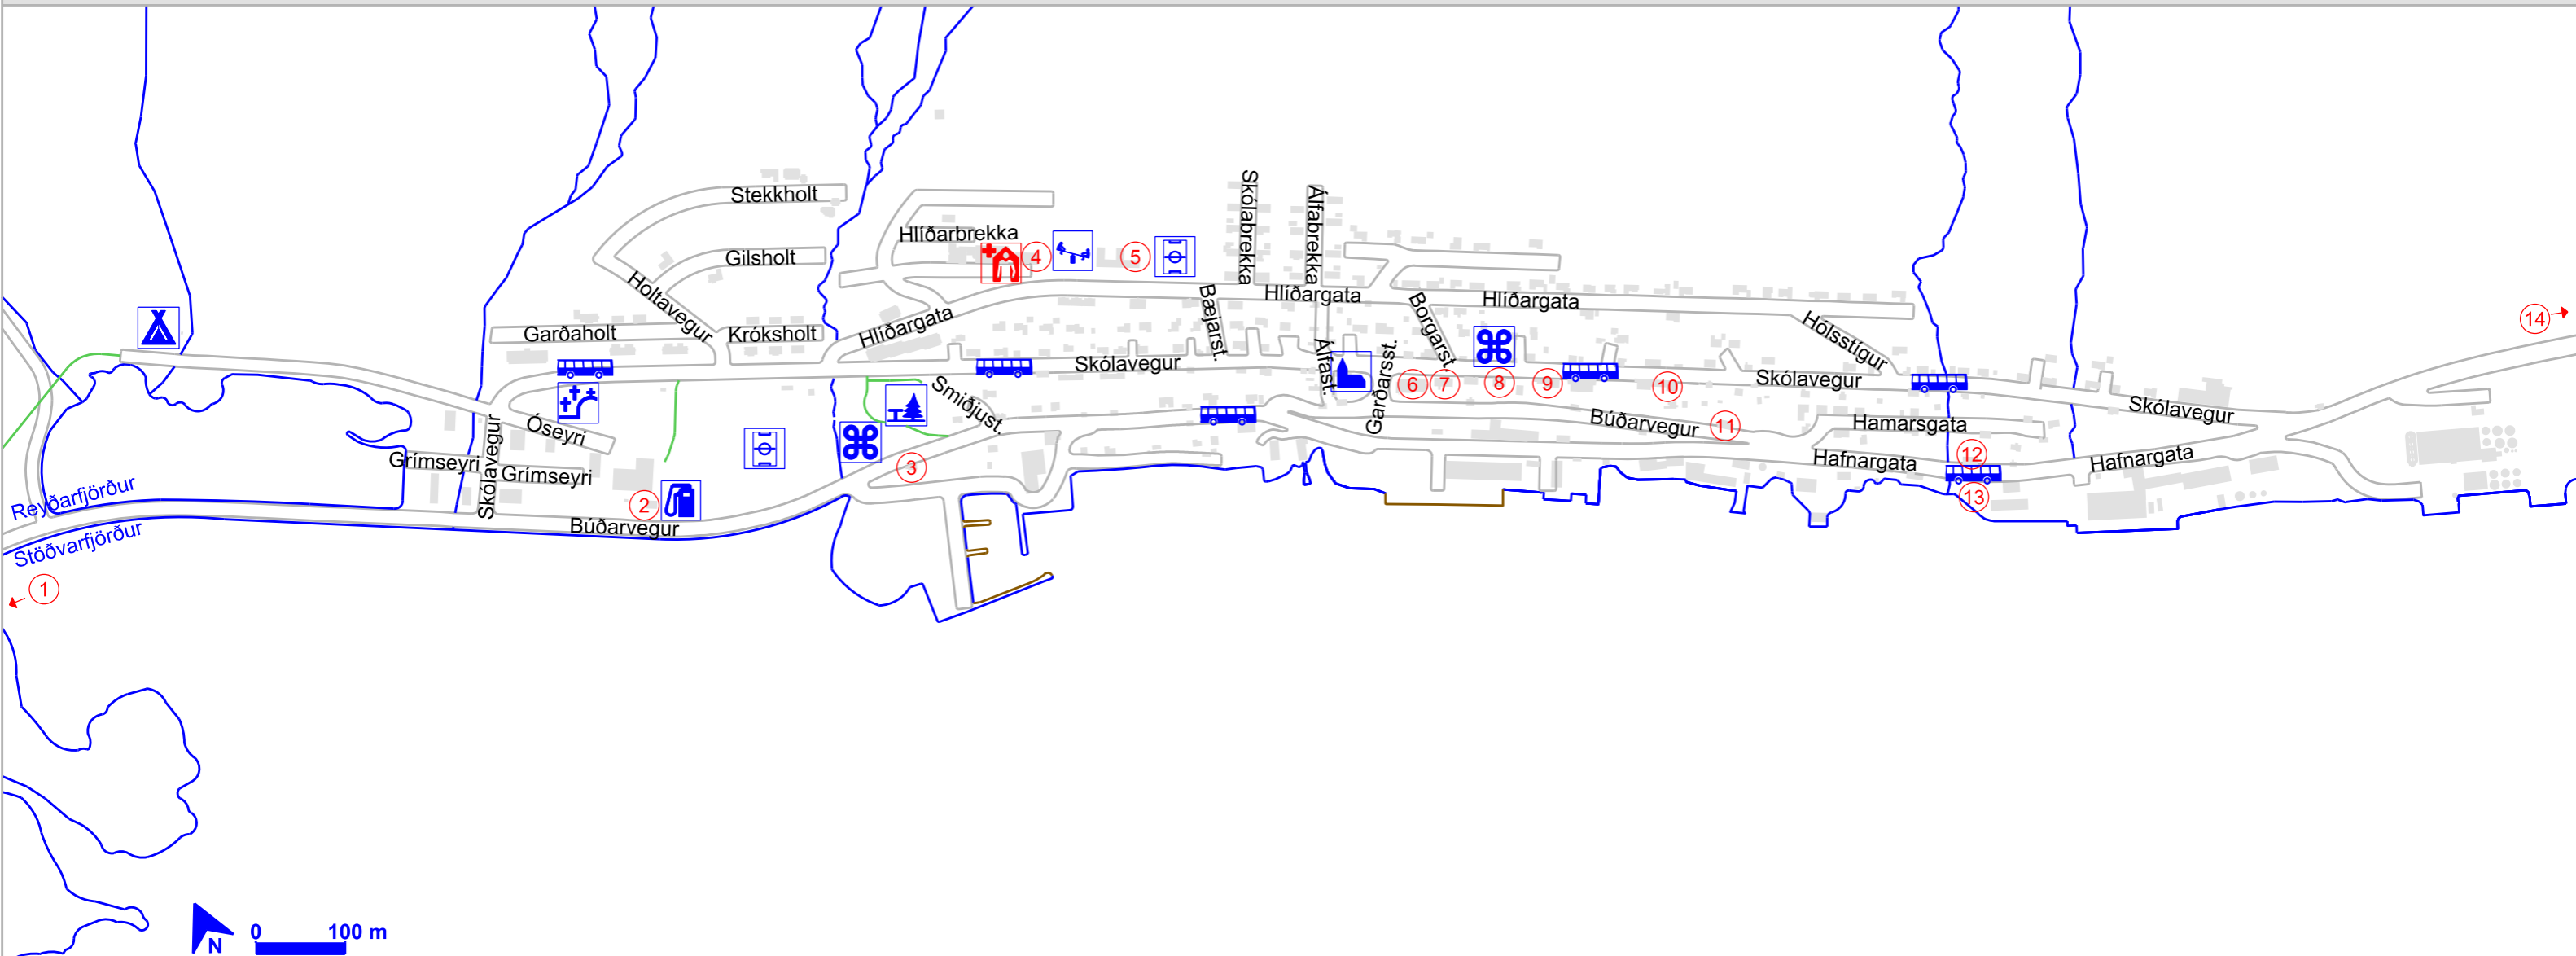 Stekkholt
Skólabrekka
Álfabrekka
Hlíðarbrekka
Gilsholt
4
5
Holtavegur
Bæjarst.
Hlíðargata
Borgarst.
Hlíðargata
Hólsstígur
14
Garðaholt
Króksholt
Hlíðargata
Skólavegur
Álfast.
Garðarsst.
6
7
8
9
10
Skólavegur
Skólavegur
Smiðjust.
Óseyri
Skólavegur
Búðarvegur
11
Hamarsgata
Grímseyri
Grímseyri
3
12
Hafnargata
Hafnargata
13
Reyðarfjörður
2
Búðarvegur
Stöðvarfjörður
1
N
0
100 m